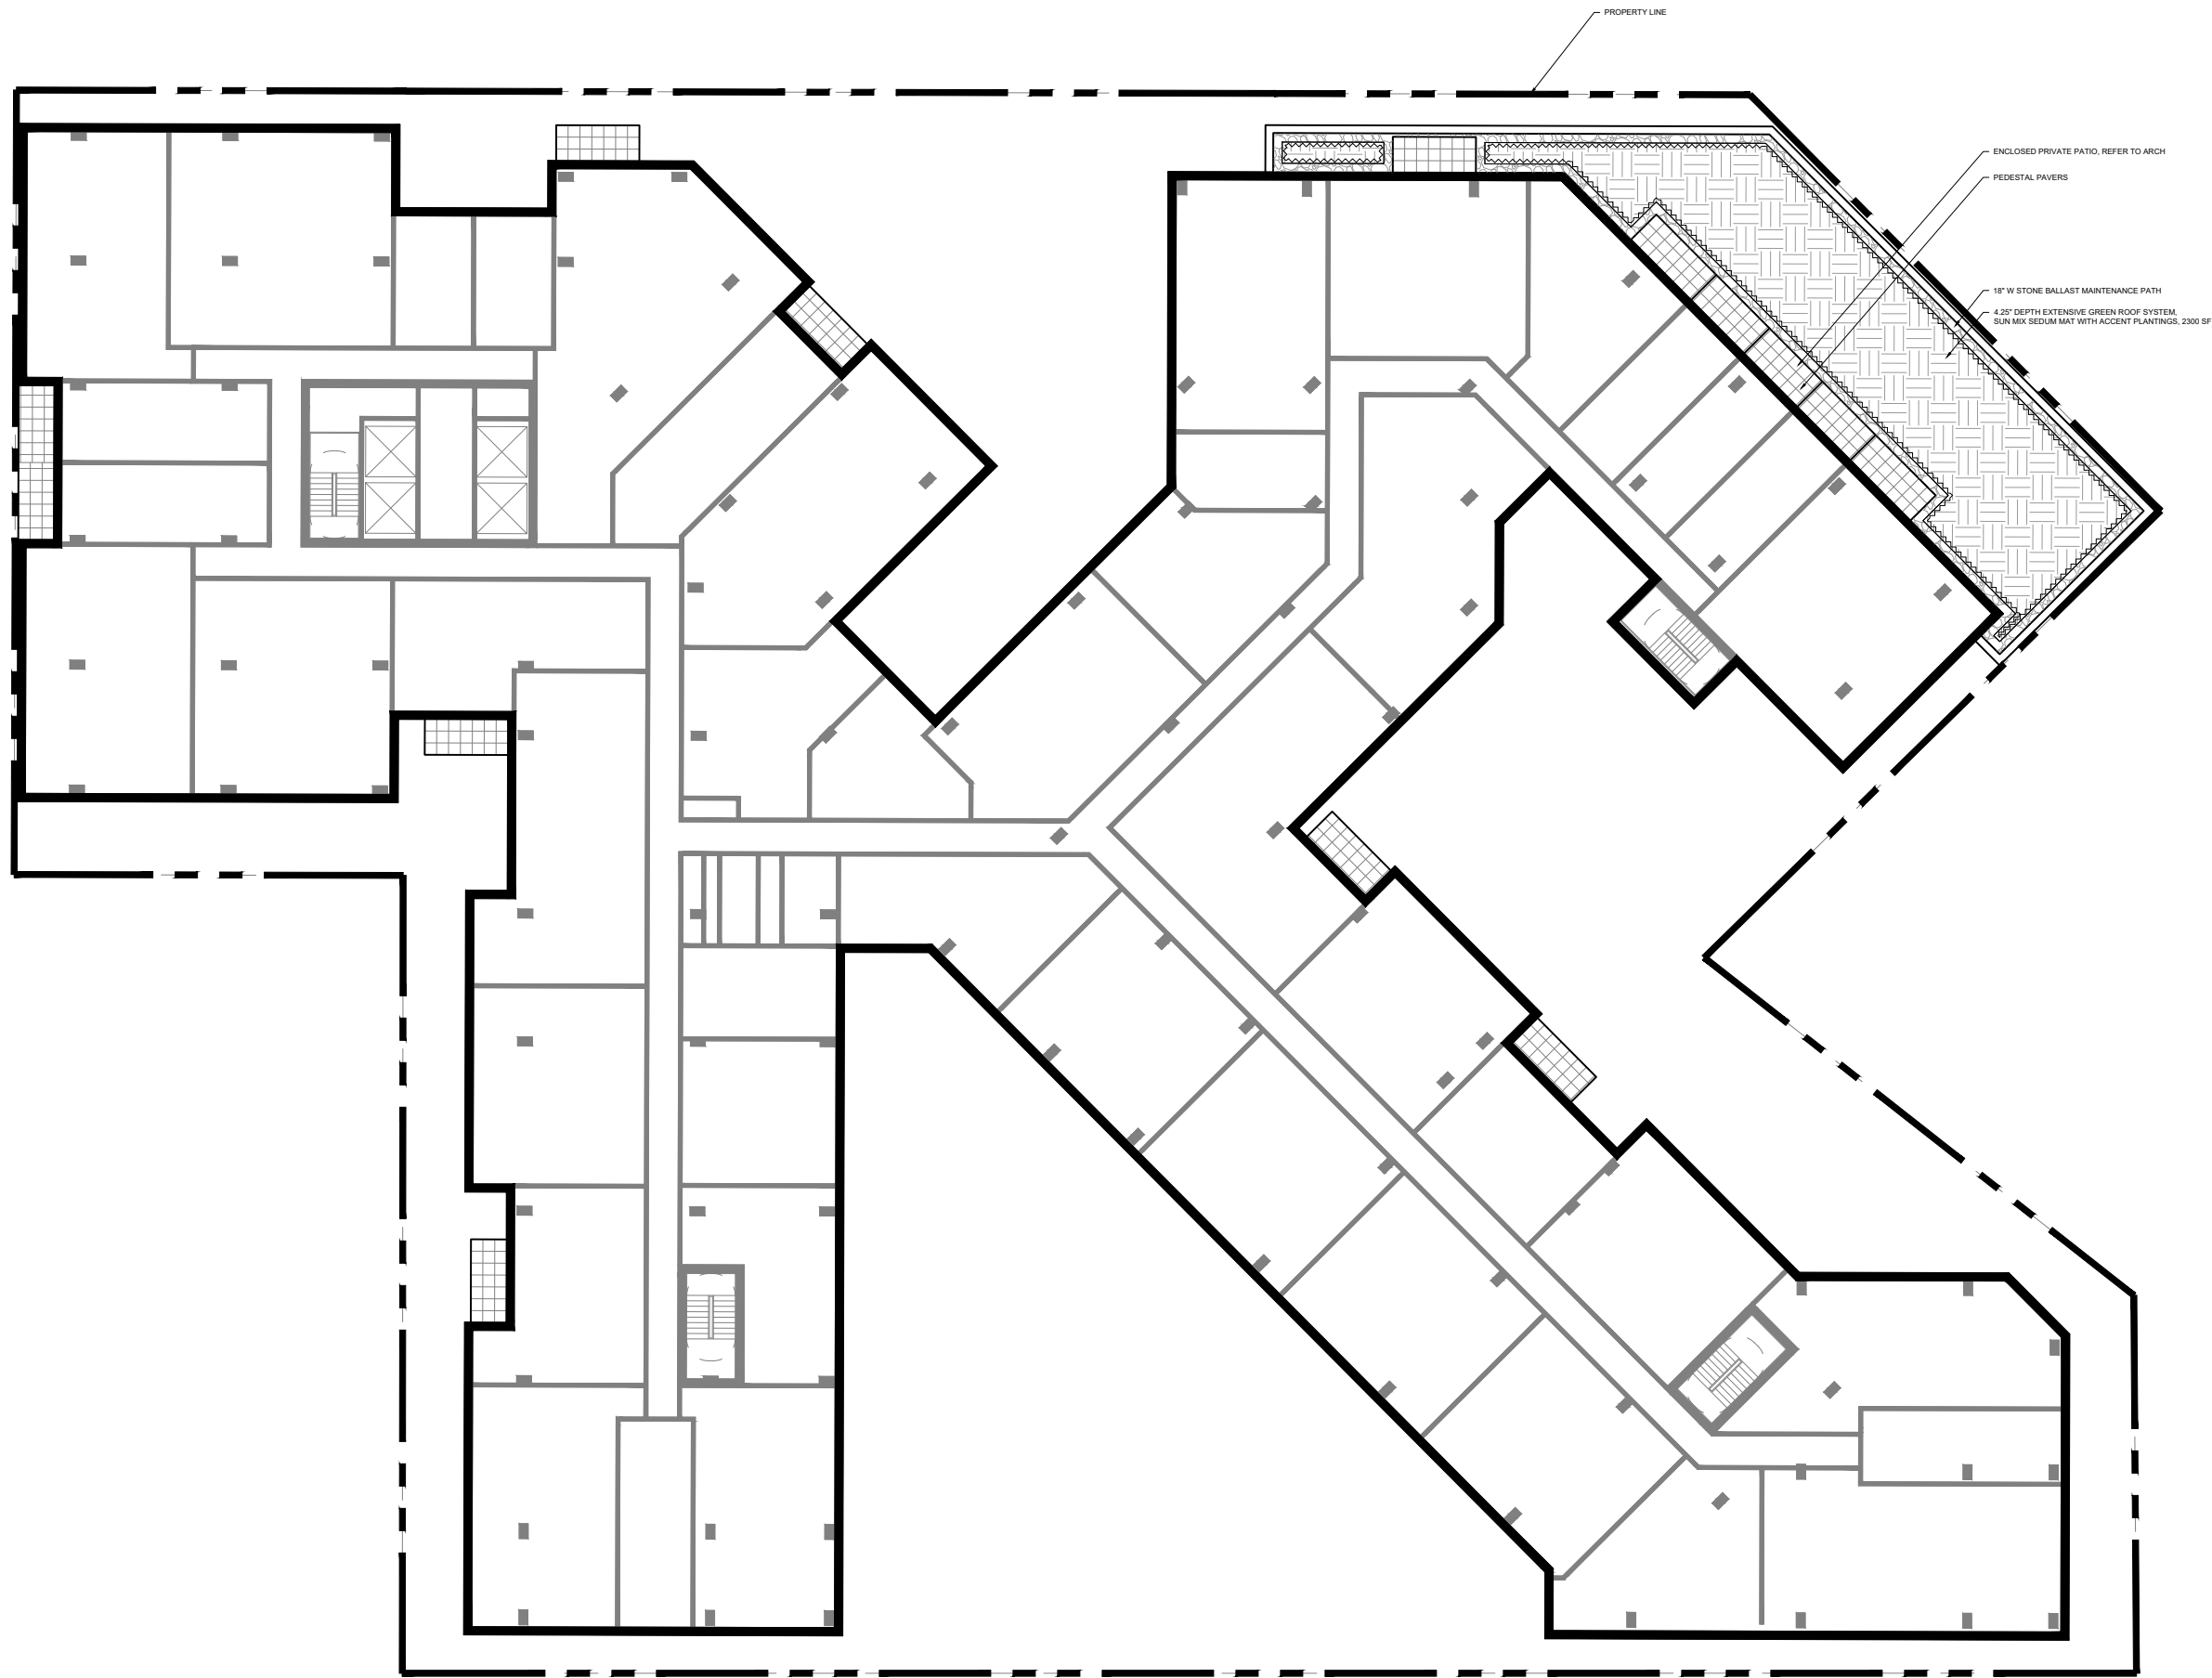 PROPERTY LINE
ENCLOSED PRIVATE PATIO, REFER TO ARCH
PEDESTAL PAVERS
18" W STONE BALLAST MAINTENANCE PATH
4.25" DEPTH EXTENSIVE GREEN ROOF SYSTEM,
SUN MIX SEDUM MAT WITH ACCENT PLANTINGS, 2300 SF